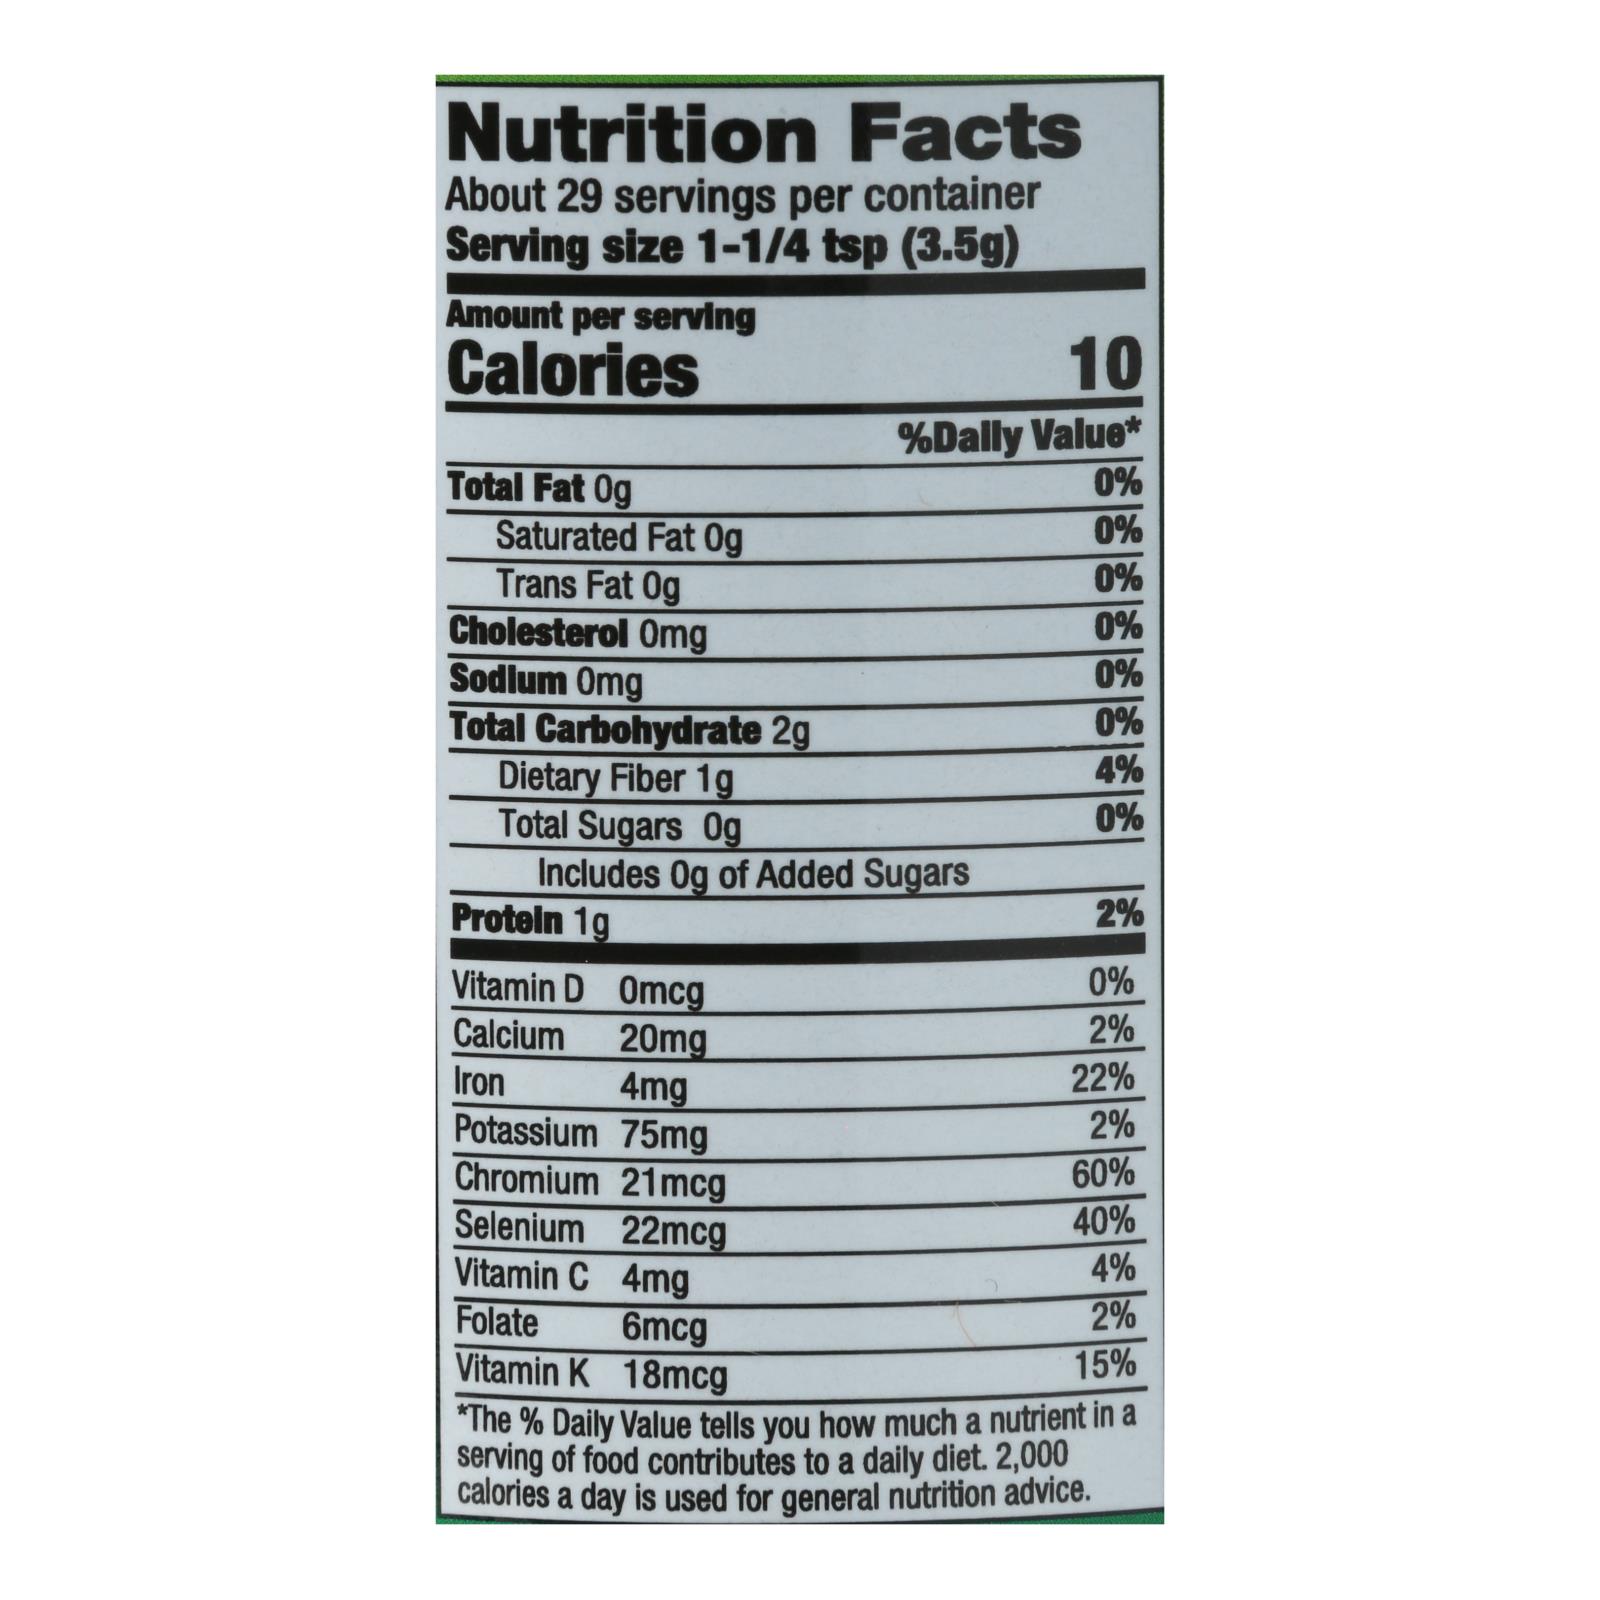 Nutrition Facts
About 29 servings per container
Serving size 1-1/4 tsp (3.5g)
Amount per serving
Calories 10
%Daily Value*
Total Fat 0g 0%
Saturated Fat 0g 0%
Trans Fat 0g 0%
Cholesterol 0mg 0%
Sodium 0mg 0%
Total Carbohydrate 2g 0%
Dietary Fiber 1g 4%
Total Sugars 0g 0%
Includes 0g of Added Sugars
Protein 1g 2%
Vitamin D 0mcg 0%
Calcium 20mg 2%
Iron 4mg 22%
Potassium 75mg 2%
Chromium 21mcg 60%
Selenium 22mcg 40%
Vitamin C 4mg 4%
Folate 6mcg 2%
Vitamin K 18mcg 15%
*The % Daily Value tells you how much a nutrient in a
serving of food contributes to a daily diet. 2,000
calories a day is used for general nutrition advice.